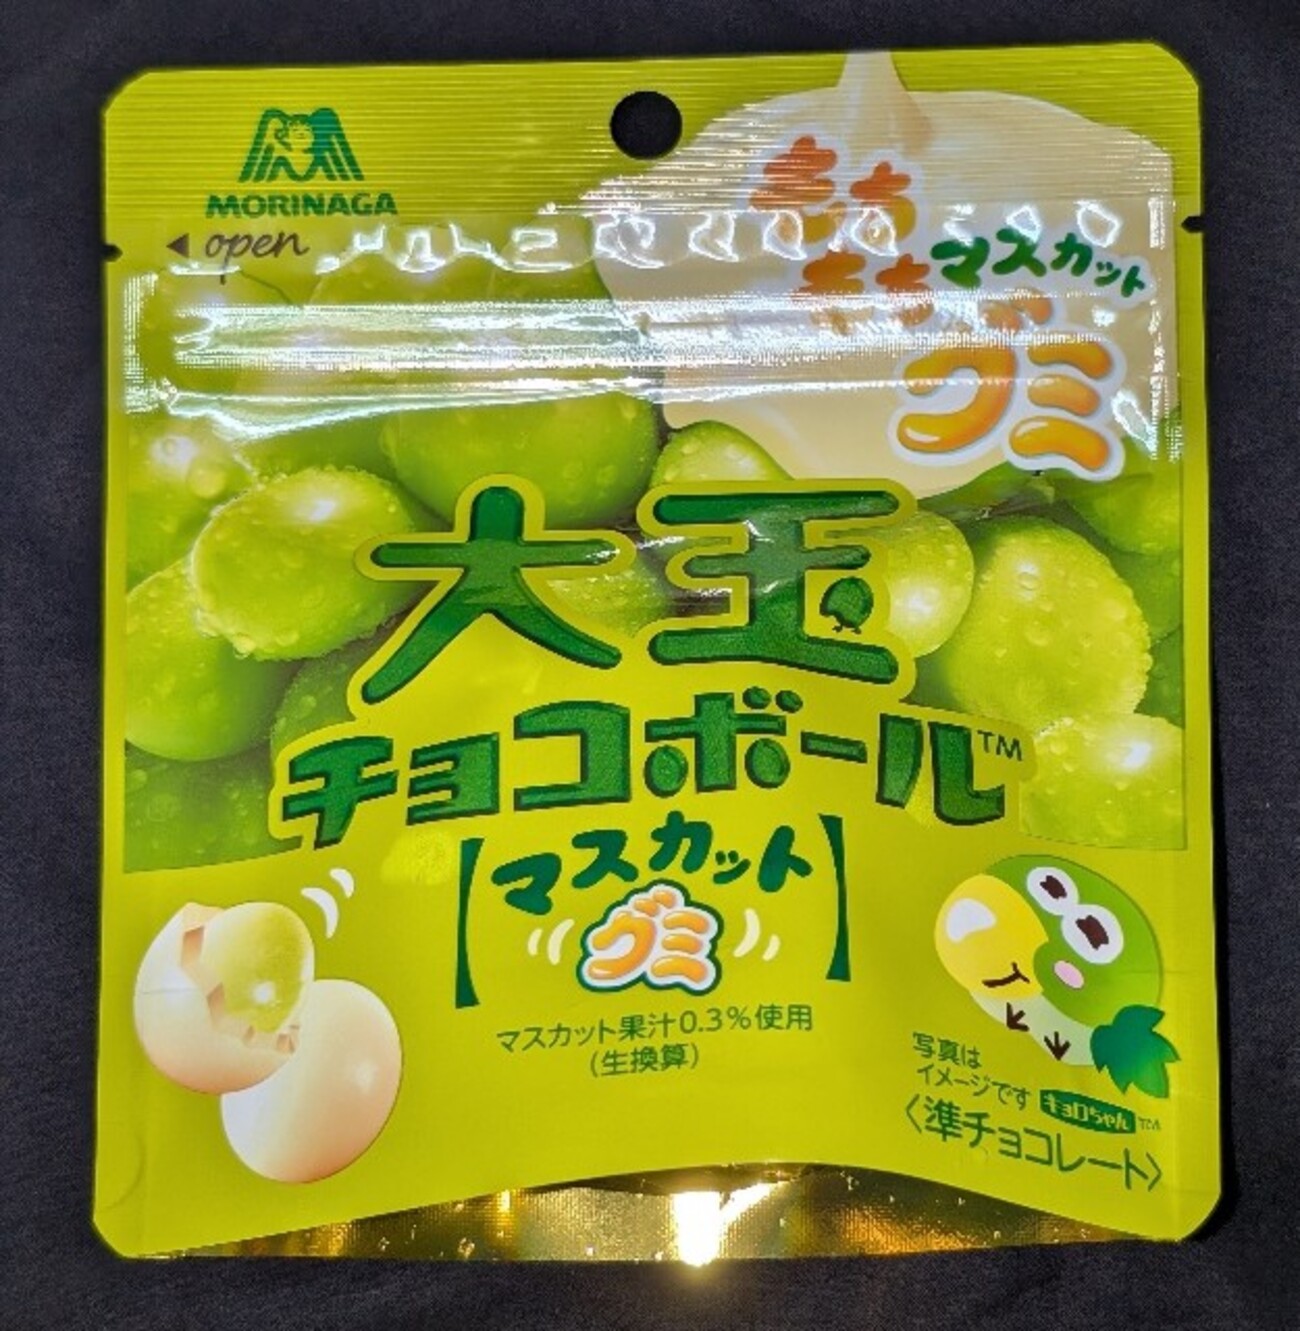 MORINAGA
open
もちもち
マスカット
グミ
大玉
チョコボール™
【マスカット
グミ】
マスカット果汁0.3%使用
(生換算)
写真は
イメージです
キョロちゃん™
〈準チョコレート〉